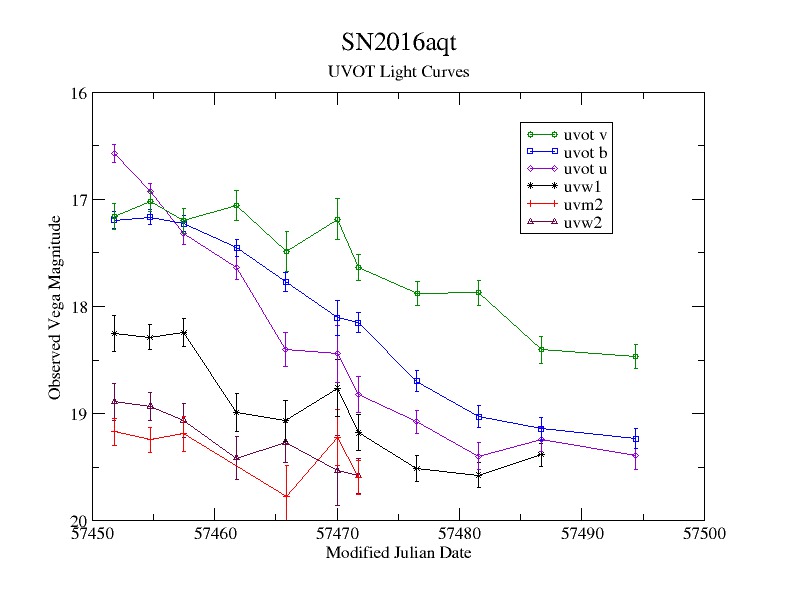 SN2016aqt
UVOT Light Curves
16
17
18
19
20
Observed Vega Magnitude
uvot v
uvot b
uvot u
uvw1
uvm2
uvw2
57450 57460 57470 57480 57490 57500
Modified Julian Date